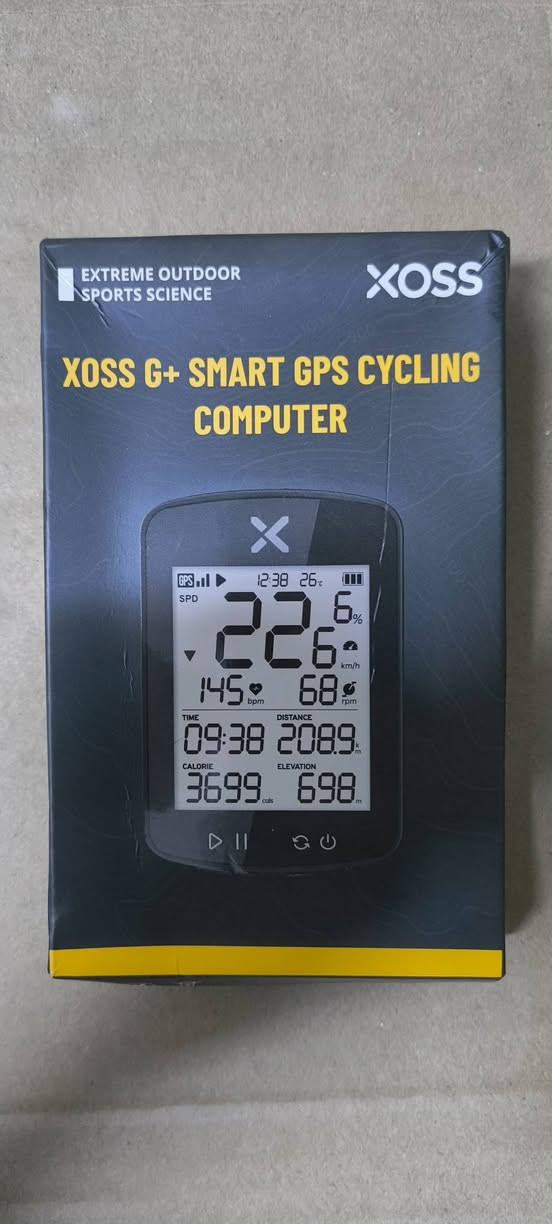 EXTREME OUTDOOR
SPORTS SCIENCE
XOSS
XOSS G+ SMART GPS CYCLING
COMPUTER
X
GPS 12:38 26°C
SPD
22.6 6%
km/h
145 bpm 68 rpm
TIME DISTANCE
09:38 208.9 km
CALORIE ELEVATION
3699 cals 698 m